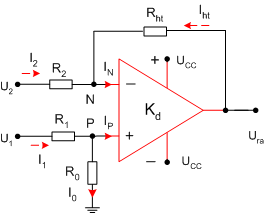 R_ht I_ht
I_2 + U_CC
U_2 R_2 I_N −
N K_d
P U_ra
U_1 R_1 I_P +
I_1 − U_CC
R_0
I_0